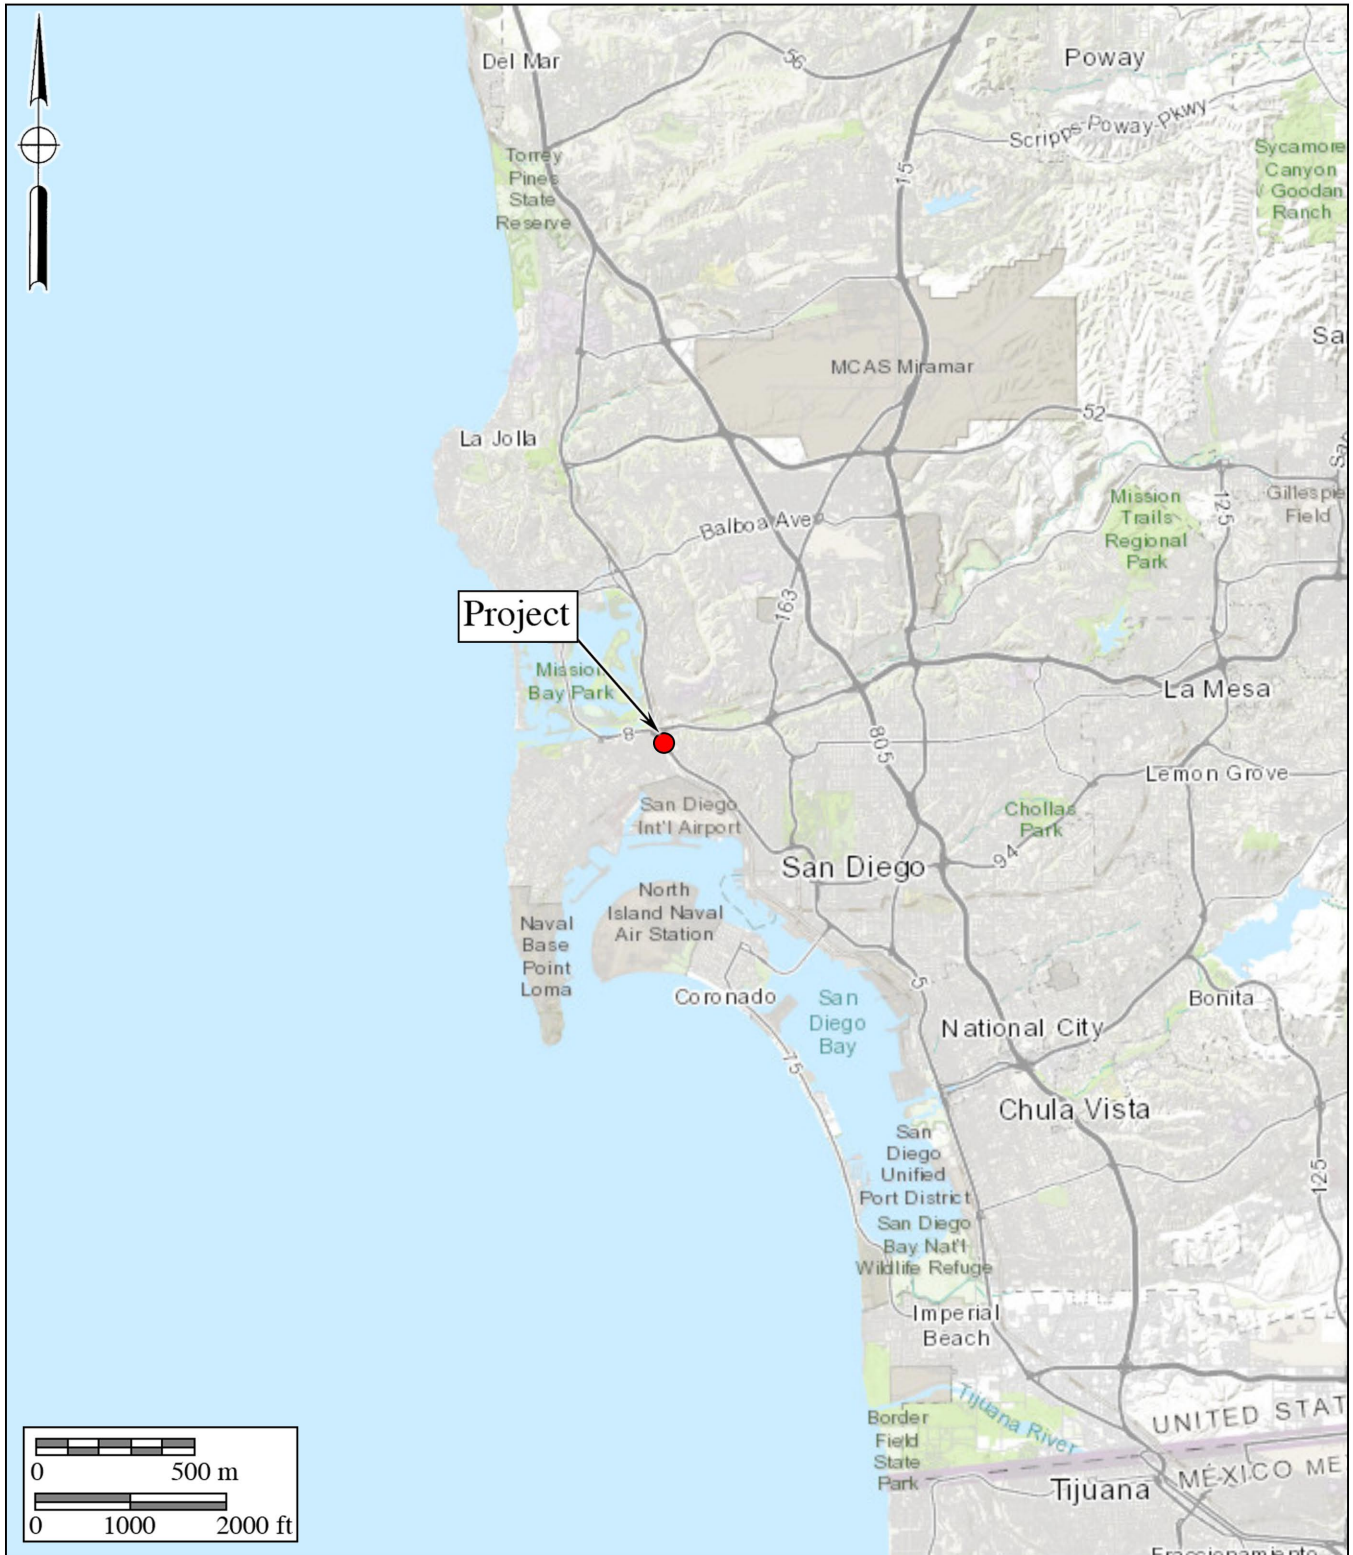 Del Mar
56
Poway
Scripps-Poway-Pkwy
Torrey
Pines
State
Reserve
15
Sycamore
Canyon
Goodan
Ranch
MCAS Miramar
La Jolla
52
Balboa Ave
Mission
Trails
Regional
Park
125
Gillespie
Field
Project
163
Mission
Bay Park
8
La Mesa
805
Lemon Grove
San Diego
Int'l Airport
Chollas
Park
94
San Diego
North
Island Naval
Air Station
Naval
Base
Point
Loma
Coronado
San
Diego
Bay
5
Bonita
National City
75
Chula Vista
San
Diego
Unified
Port District
125
San Diego
Bay Nat'l
Wildlife Refuge
Imperial
Beach
Tijuana River
Border
Field
State
Park
UNITED STAT
MÉXICO ME
Tijuana
0 500 m
0 1000 2000 ft